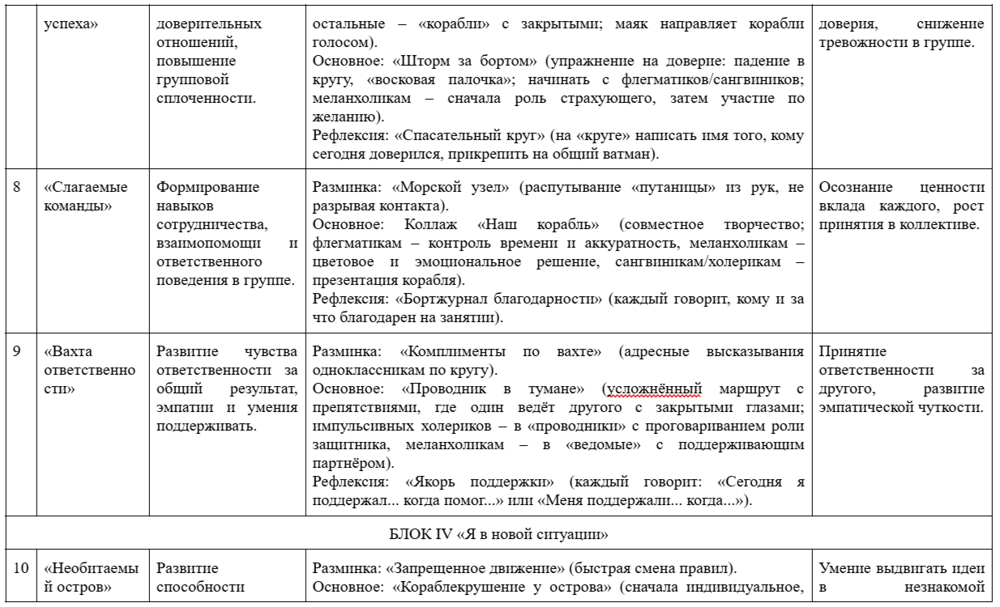 успеха»
доверительных
отношений,
повышение
групповой
сплоченности.
остальные – «корабли» с закрытыми; маяк направляет корабли
голосом).
Основное: «Шторм за бортом» (упражнение на доверие: падение в
кругу, «восковая палочка»; начинать с флегматиков/сангвиников;
меланхоликам – сначала роль страхующего, затем участие по
желанию).
Рефлексия: «Спасательный круг» (на «круге» написать имя того, кому
сегодня доверился, прикрепить на общий ватман).
доверия, снижение
тревожности в группе.
8
«Слагаемые
команды»
Формирование
навыков
сотрудничества,
взаимопомощи и
ответственного
поведения в группе.
Разминка: «Морской узел» (распутывание «путаницы» из рук, не
разрывая контакта).
Основное: Коллаж «Наш корабль» (совместное творчество;
флегматикам – контроль времени и аккуратность, меланхоликам –
цветовое и эмоциональное решение, сангвиникам/холерикам –
презентация корабля).
Рефлексия: «Бортжурнал благодарности» (каждый говорит, кому и за
что благодарен на занятии).
Осознание ценности
вклада каждого, рост
принятия в коллективе.
9
«Вахта
ответственно
сти»
Развитие чувства
ответственности за
общий результат,
эмпатии и умения
поддерживать.
Разминка: «Комплименты по вахте» (адресные высказывания
одноклассникам по кругу).
Основное: «Проводник в тумане» (усложнённый маршрут с
препятствиями, где один ведёт другого с закрытыми глазами;
импульсивных холериков – в «проводники» с проговариванием роли
защитника, меланхоликам – в «ведомые» с поддерживающим
партнёром).
Рефлексия: «Якорь поддержки» (каждый говорит: «Сегодня я
поддержал... когда помог...» или «Меня поддержали... когда...»).
Принятие
ответственности за
другого, развитие
эмпатической чуткости.
БЛОК IV «Я в новой ситуации»
10
«Необитаемы
й остров»
Развитие
способности
Разминка: «Запрещенное движение» (быстрая смена правил).
Основное: «Кораблекрушение у острова» (сначала индивидуальное,
Умение выдвигать идеи
в незнакомой